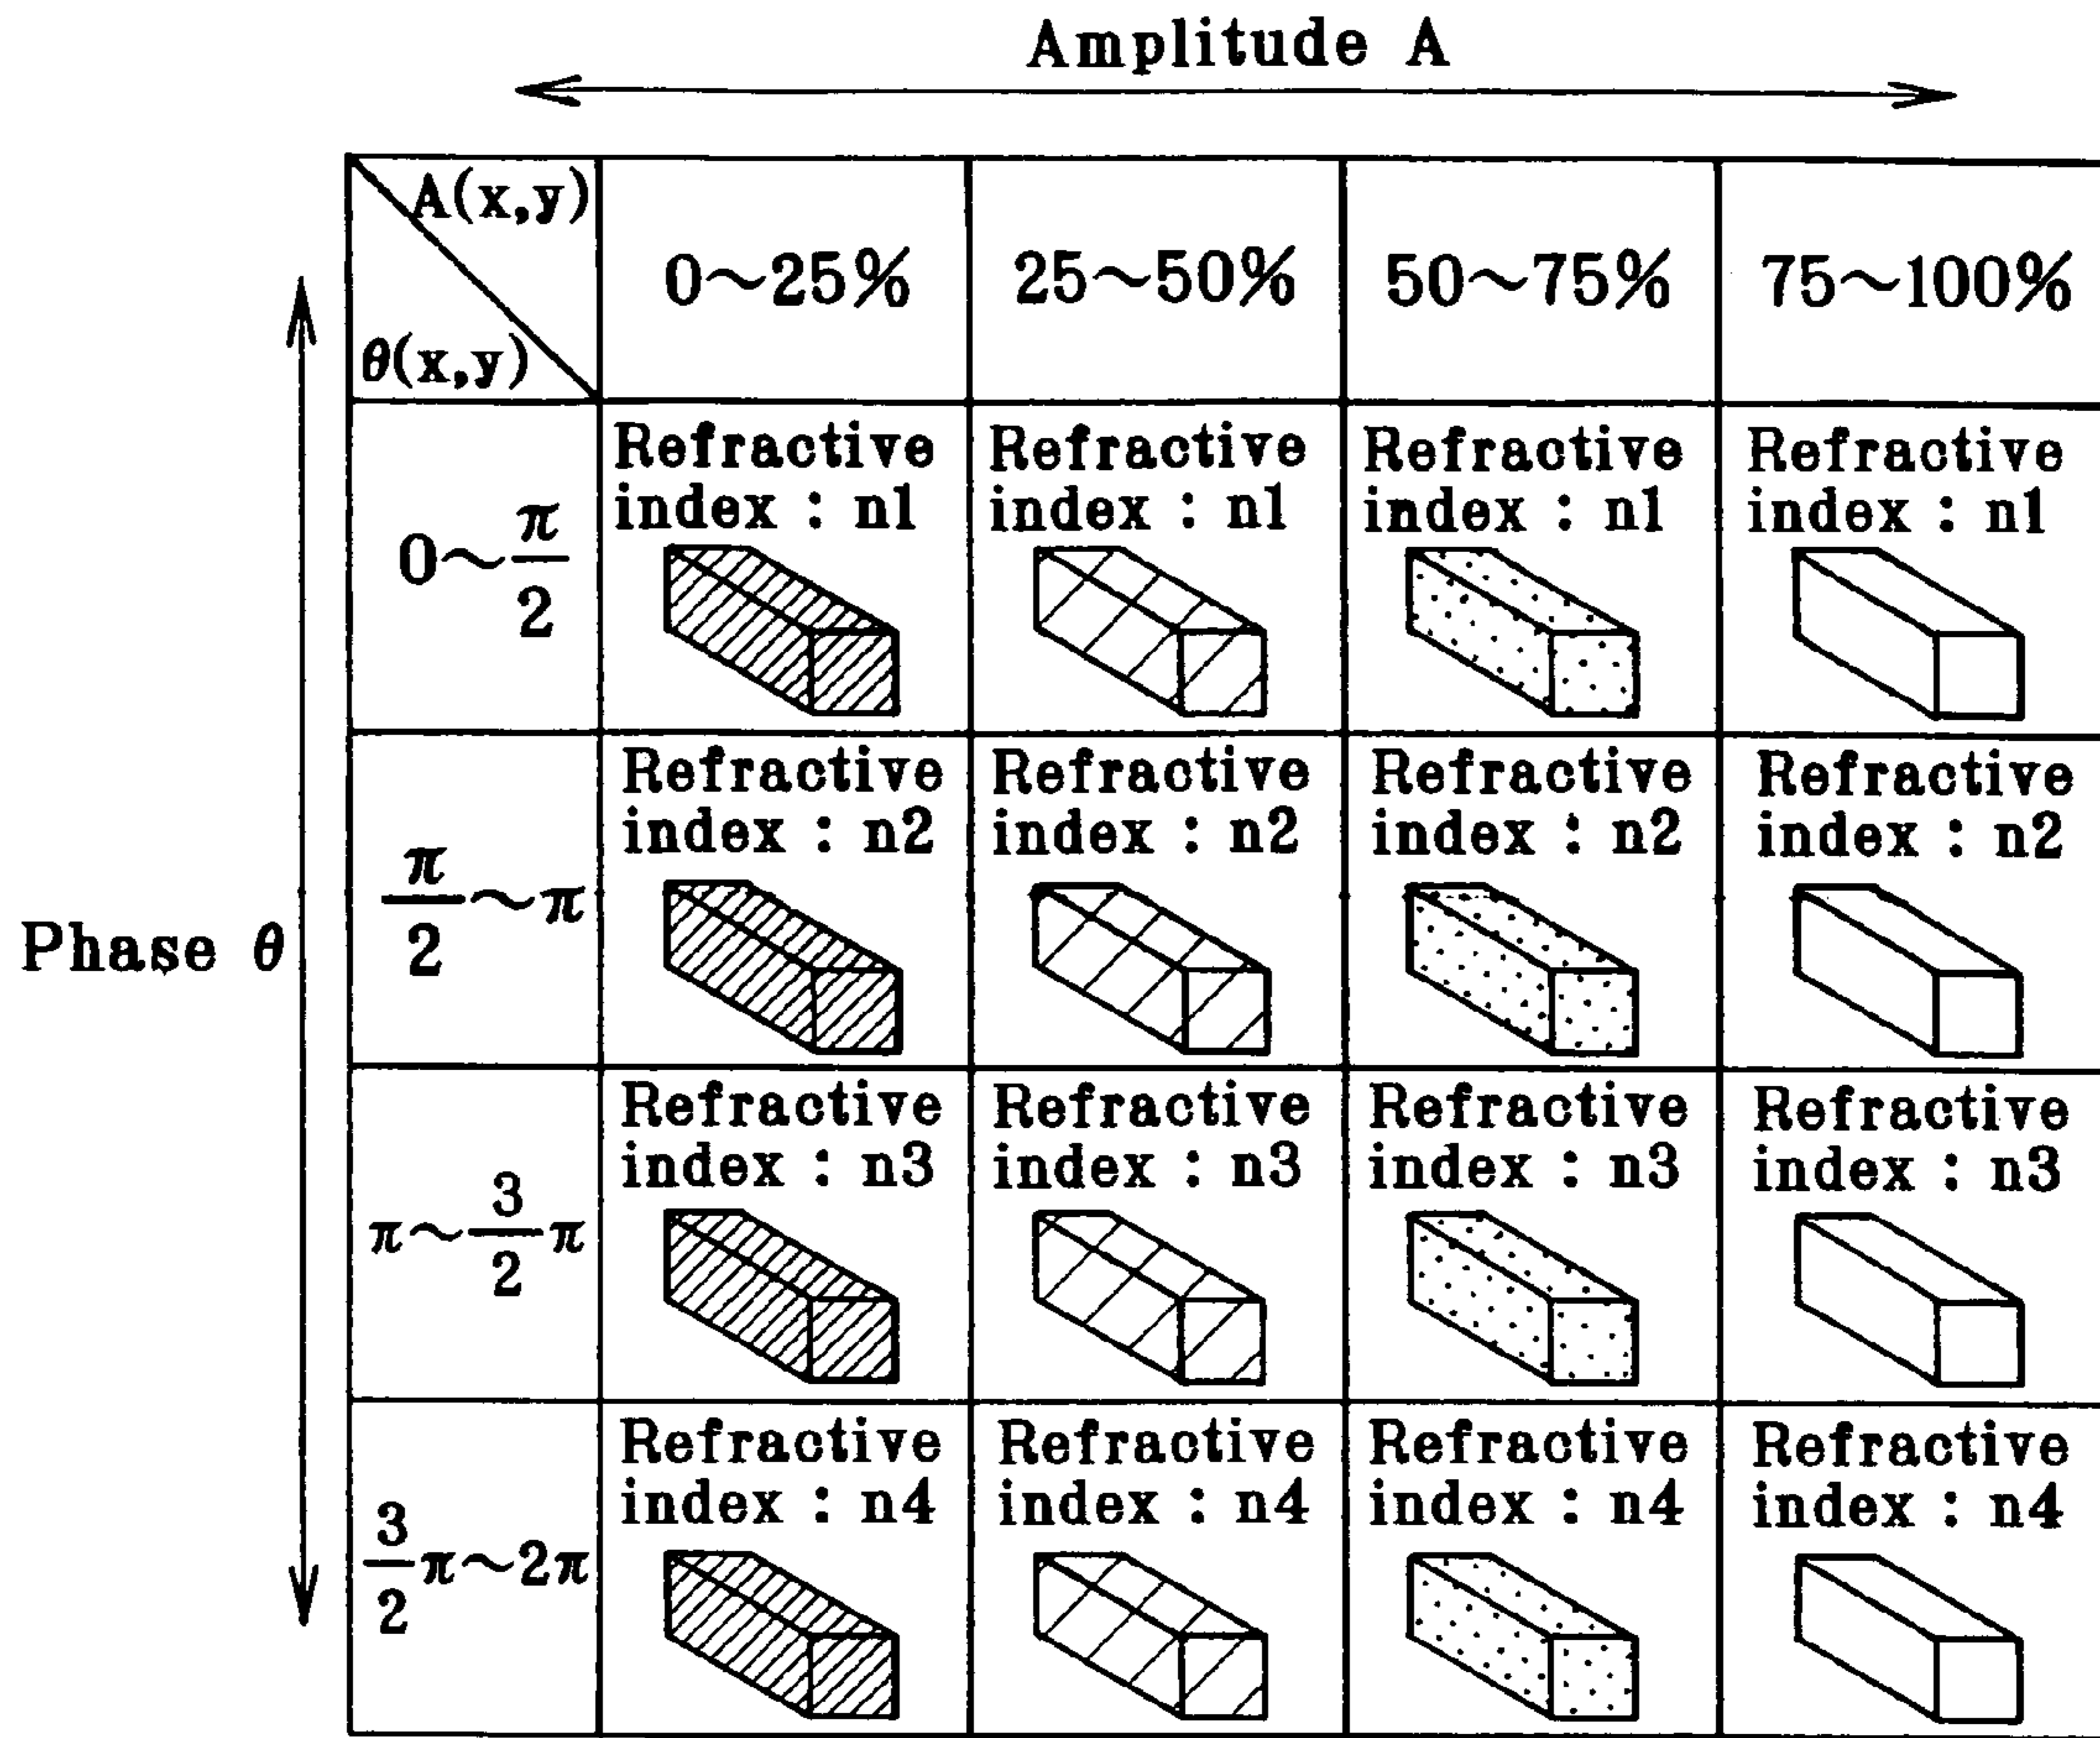 Amplitude A
A(x,y)
θ(x,y)
0~25%
25~50%
50~75%
75~100%
Phase θ
0~π/2
Refractive index : n1
Refractive index : n1
Refractive index : n1
Refractive index : n1
π/2~π
Refractive index : n2
Refractive index : n2
Refractive index : n2
Refractive index : n2
π~3/2π
Refractive index : n3
Refractive index : n3
Refractive index : n3
Refractive index : n3
3/2π~2π
Refractive index : n4
Refractive index : n4
Refractive index : n4
Refractive index : n4